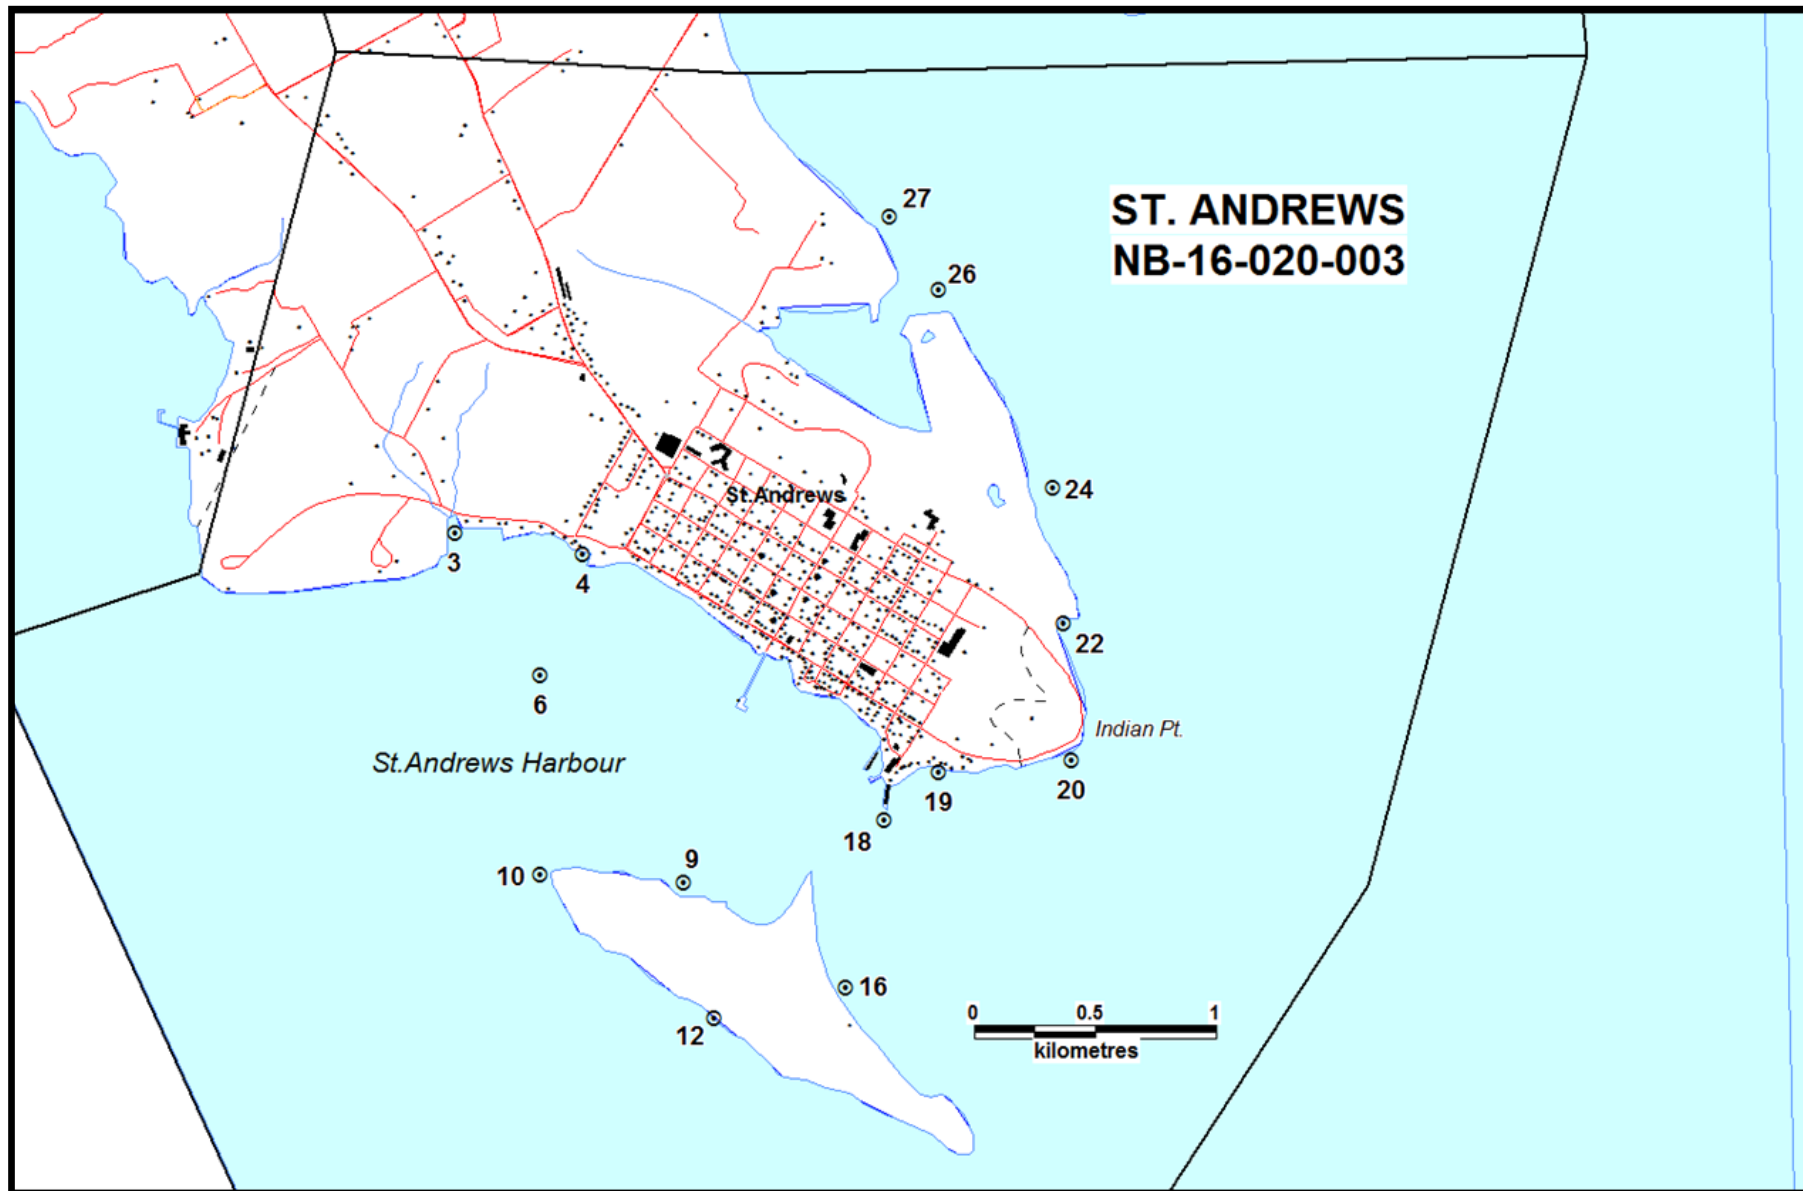 27
ST. ANDREWS
NB-16-020-003
26
St.Andrews
24
3
4
22
6
Indian Pt.
St.Andrews Harbour
20
19
18
9
10
16
0 0.5 1
12
kilometres